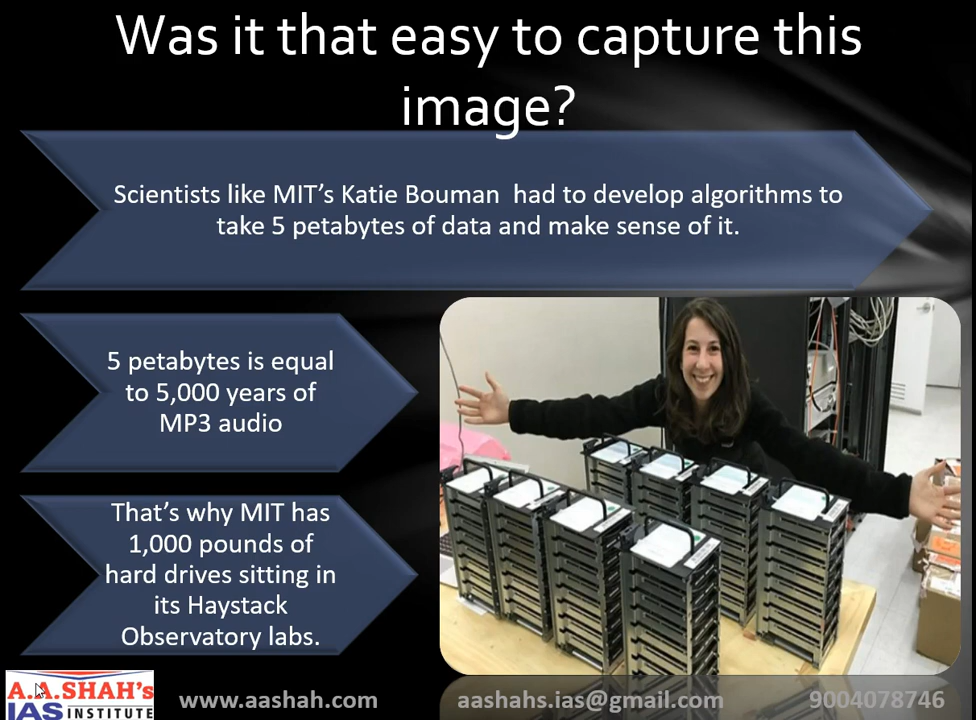 Was it that easy to capture this
image?
Scientists like MIT's Katie Bouman had to develop algorithms to
take 5 petabytes of data and make sense of it.
5 petabytes is equal
to 5,000 years of
MP3 audio
That's why MIT has
1,000 pounds of
hard drives sitting in
its Haystack
Observatory labs.
A.A.SHAH's
IAS INSTITUTE
www.aashah.com
aashahs.ias@gmail.com
9004078746